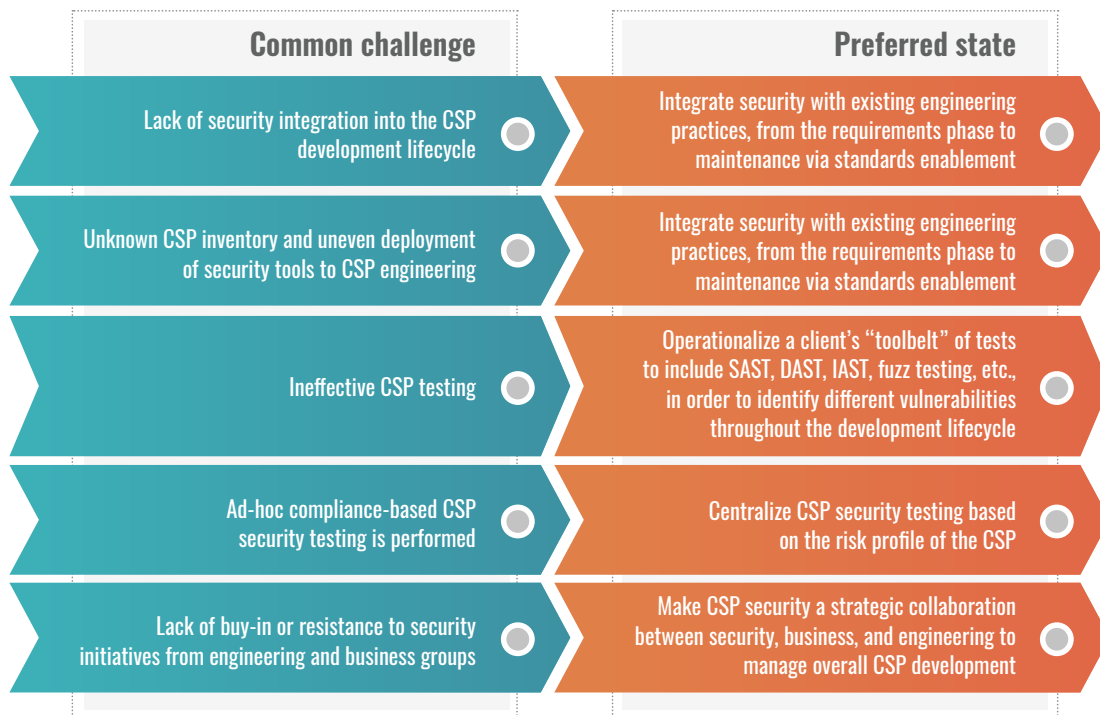 Common challenge
Preferred state
Lack of security integration into the CSP
development lifecycle
Integrate security with existing engineering
practices, from the requirements phase to
maintenance via standards enablement
Unknown CSP inventory and uneven deployment
of security tools to CSP engineering
Integrate security with existing engineering
practices, from the requirements phase to
maintenance via standards enablement
Ineffective CSP testing
Operationalize a client’s “toolbelt” of tests
to include SAST, DAST, IAST, fuzz testing, etc.,
in order to identify different vulnerabilities
throughout the development lifecycle
Ad-hoc compliance-based CSP
security testing is performed
Centralize CSP security testing based
on the risk profile of the CSP
Lack of buy-in or resistance to security
initiatives from engineering and business groups
Make CSP security a strategic collaboration
between security, business, and engineering to
manage overall CSP development